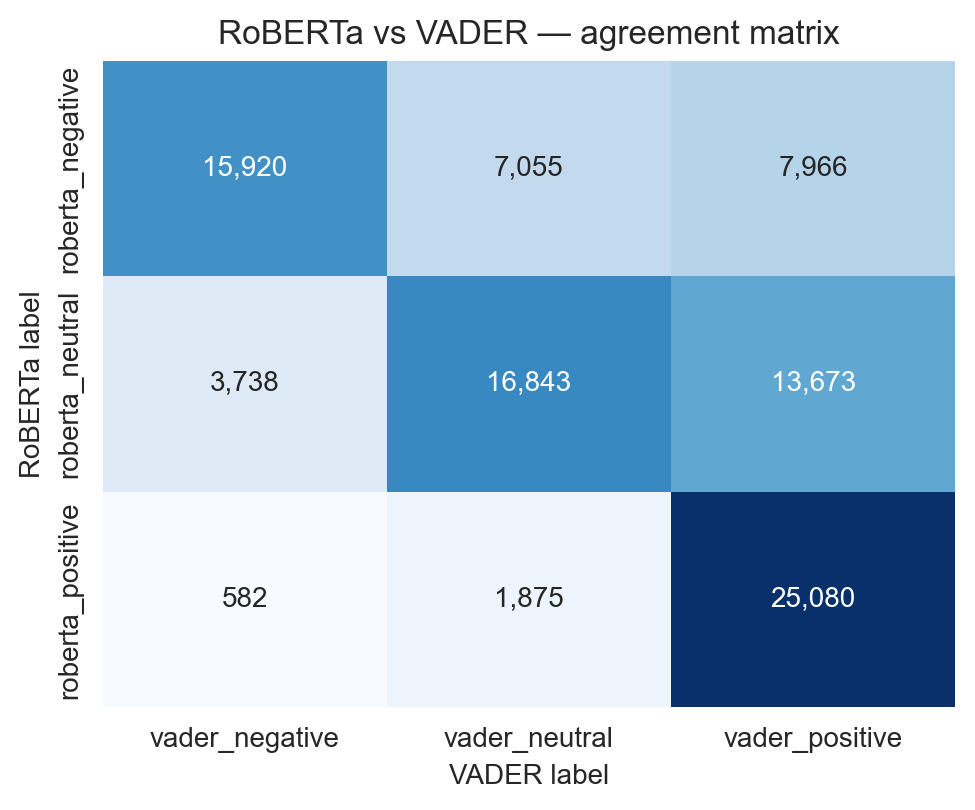 RoBERTa vs VADER — agreement matrix
RoBERTa label
roberta_negative
15,920 7,055 7,966
roberta_neutral
3,738 16,843 13,673
roberta_positive
582 1,875 25,080
vader_negative vader_neutral vader_positive
VADER label